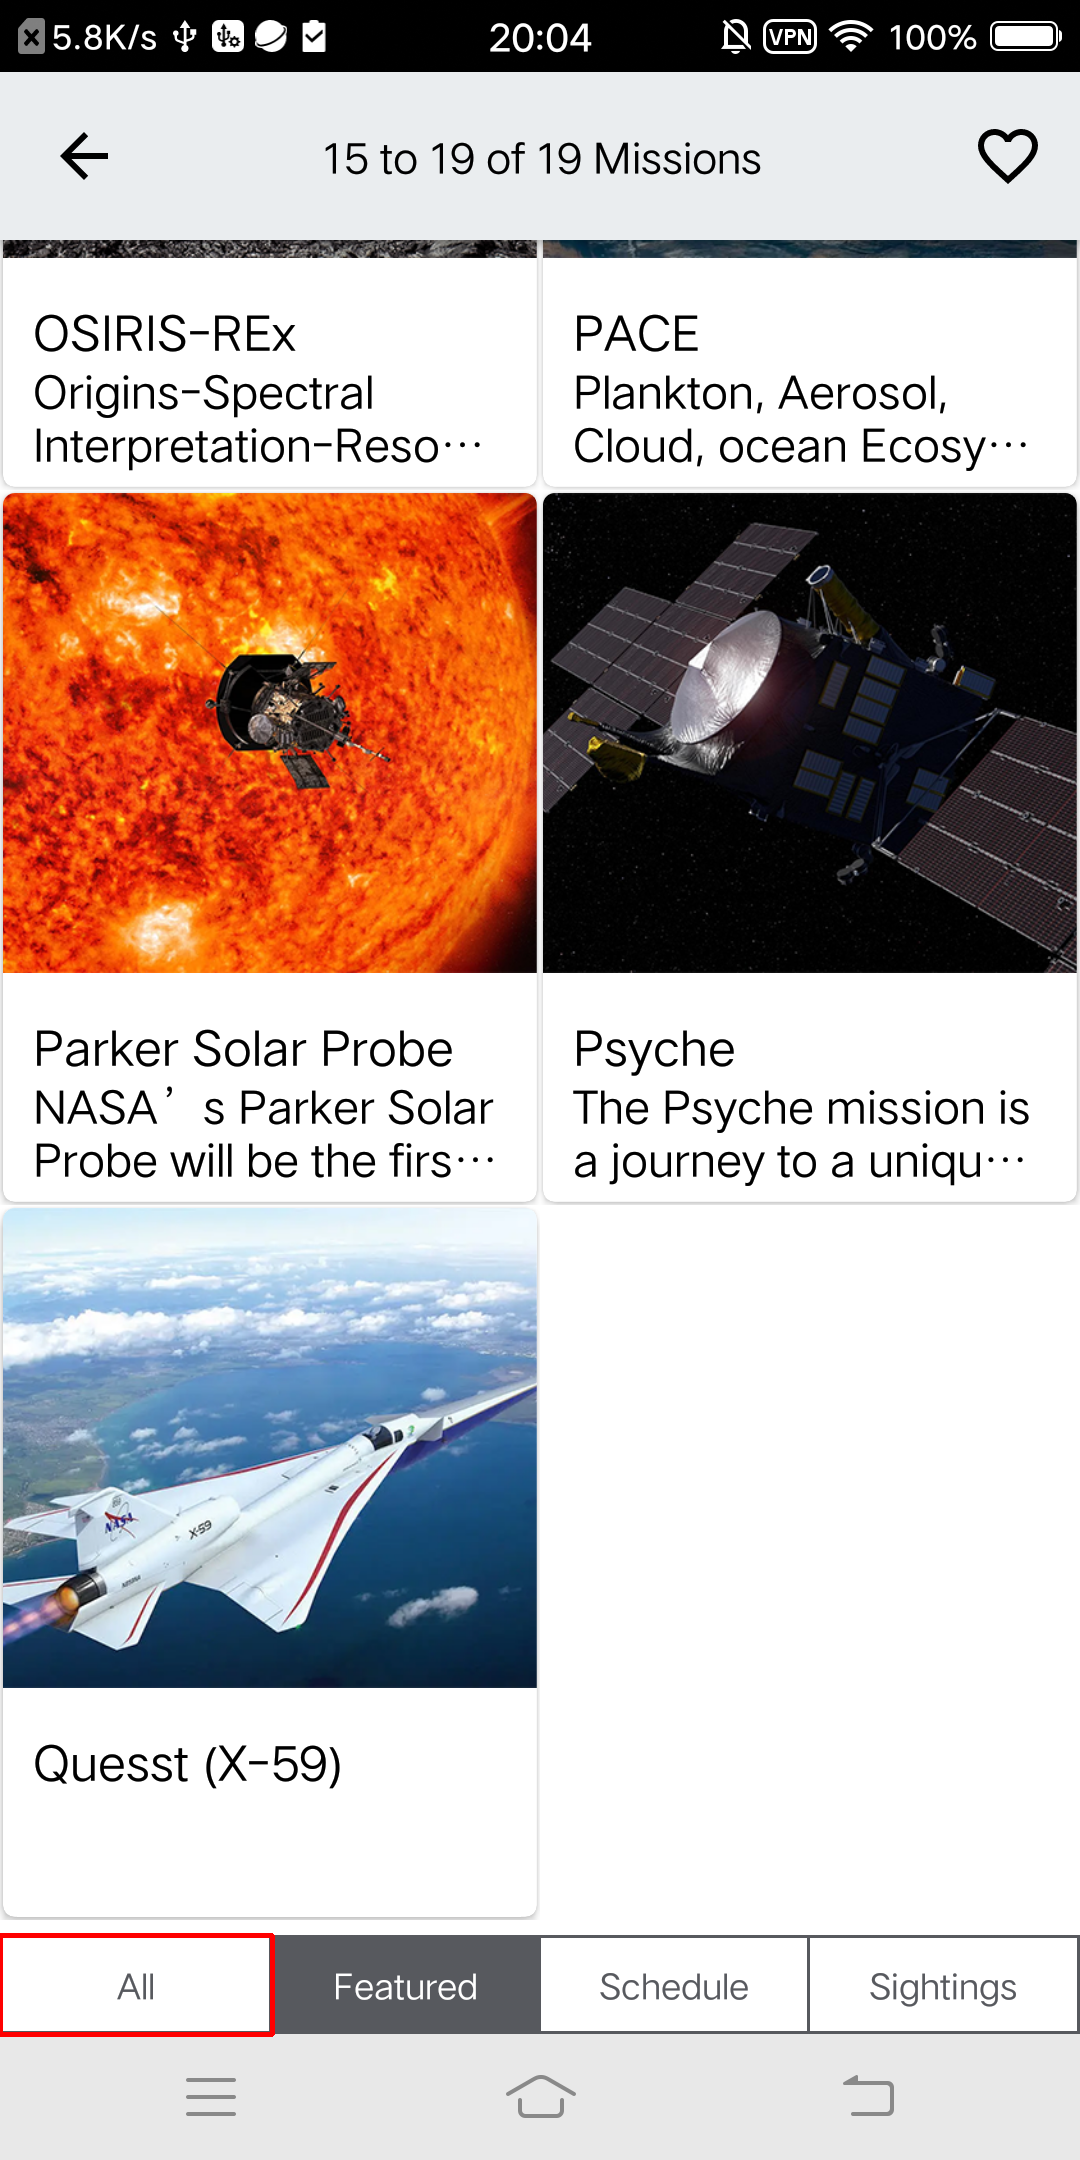 5.8K/s
20:04
VPN
100%
15 to 19 of 19 Missions
OSIRIS-REx
Origins-Spectral
Interpretation-Reso···
PACE
Plankton, Aerosol,
Cloud, ocean Ecosy···
Parker Solar Probe
NASA’s Parker Solar
Probe will be the firs···
Psyche
The Psyche mission is
a journey to a uniqu···
NASA
X-59
Quesst (X-59)
All
Featured
Schedule
Sightings